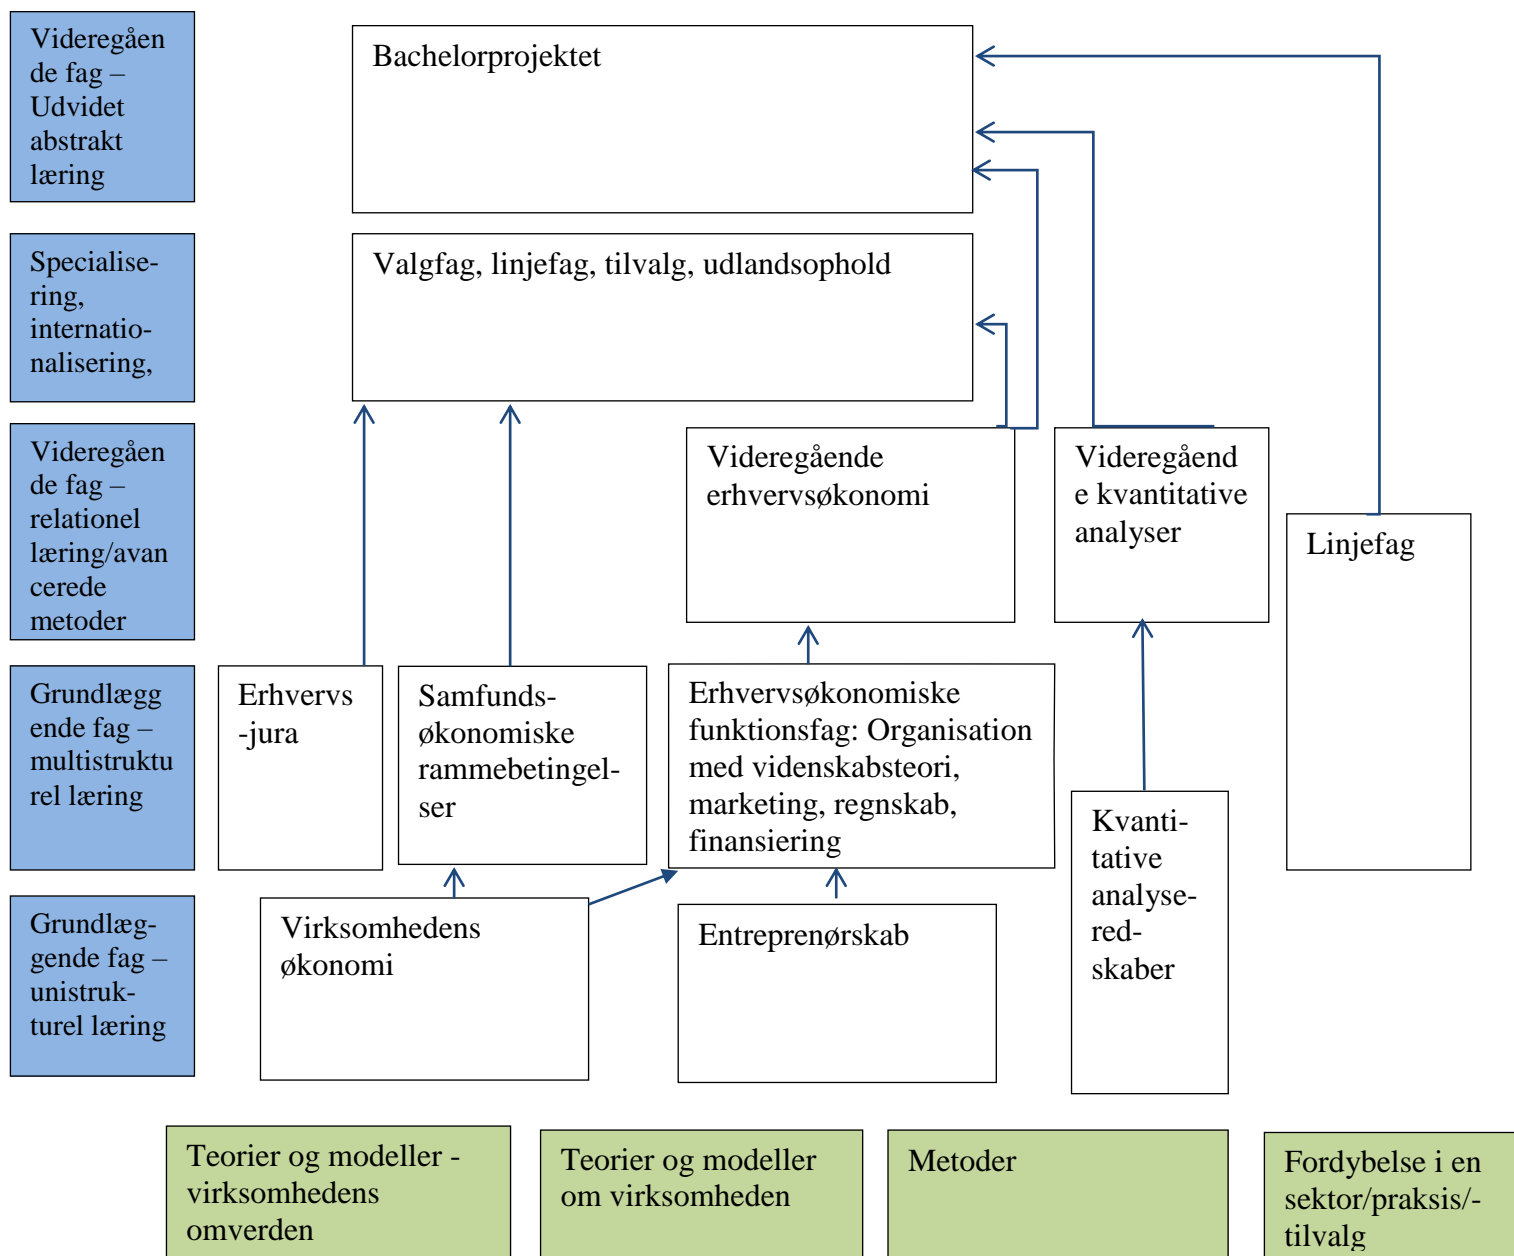 Videregåen
de fag –
Udvidet
abstrakt
læring
Bachelorprojektet
Specialise-
ring,
internatio-
nalisering,
Valgfag, linjefag, tilvalg, udlandsophold
Videregåen
de fag –
relationel
læring/avan
cerede
metoder
Videregående
erhvervsøkonomi
Videregåend
e kvantitative
analyser
Linjefag
Grundlægg
ende fag –
multistruktu
rel læring
Erhvervs
-jura
Samfunds-
økonomiske
rammebetingel-
ser
Erhvervsøkonomiske
funktionsfag: Organisation
med videnskabsteori,
marketing, regnskab,
finansiering
Kvanti-
tative
analyse-
red-
skaber
Grundlæg-
gende fag –
unistruk-
turel læring
Virksomhedens
økonomi
Entreprenørskab
Teorier og modeller -
virksomhedens
omverden
Teorier og modeller
om virksomheden
Metoder
Fordybelse i en
sektor/praksis/-
tilvalg